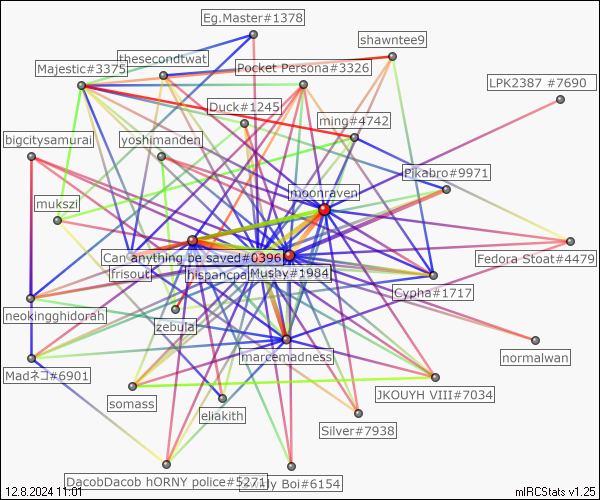 Eg.Master#1378
shawntee9
thesecondtwat
Majestic#3375
Pocket Persona#3326
LPK2387 #7690
Duck#1245
ming#4742
bigcitysamurai
yoshimanden
Pikabro#9971
moonraven
mukszi
Can anything be saved#0396
Fedora Stoat#4479
frisout
hispancpa
Mushy#1984
Cypha#1717
neokingghidorah
zebular
marcemadness
normalwan
Madネコ#6901
JKOUYH VIII#7034
somass
eliakith
Silver#7938
DacobDacob hORNY police#5271
Boi#6154
12.8.2024 11:01
mIRCStats v1.25